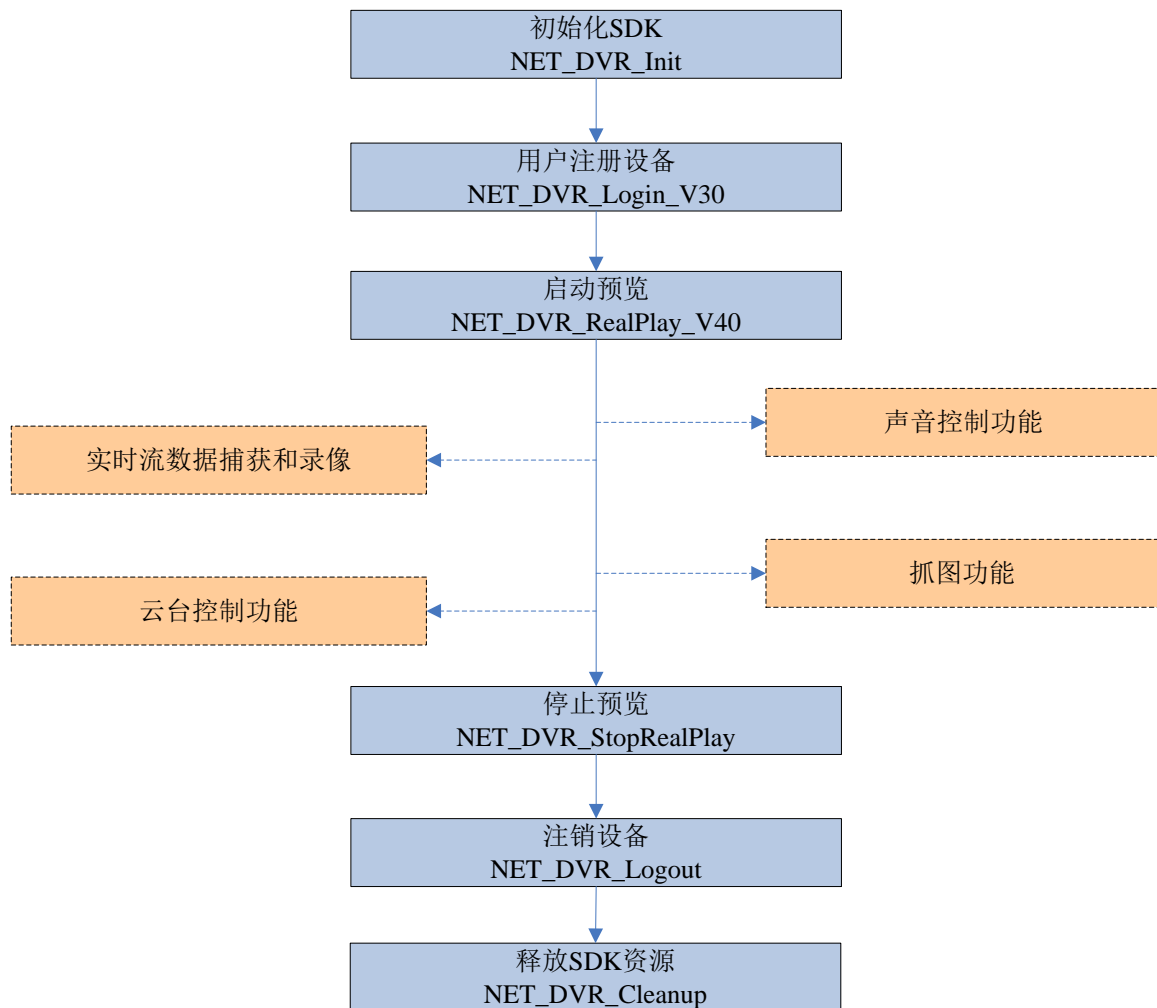 初始化SDK
NET_DVR_Init
用户注册设备
NET_DVR_Login_V30
启动预览
NET_DVR_RealPlay_V40
声音控制功能
实时流数据捕获和录像
抓图功能
云台控制功能
停止预览
NET_DVR_StopRealPlay
注销设备
NET_DVR_Logout
释放SDK资源
NET_DVR_Cleanup